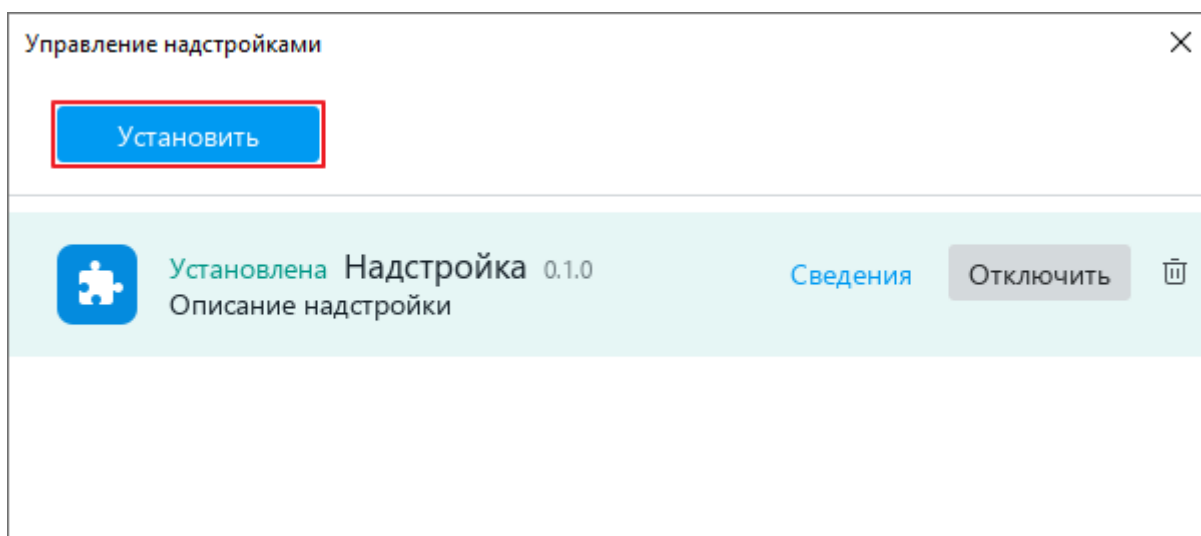 Управление надстройками
Установить
Установлена Надстройка 0.1.0 Сведения Отключить
Описание надстройки